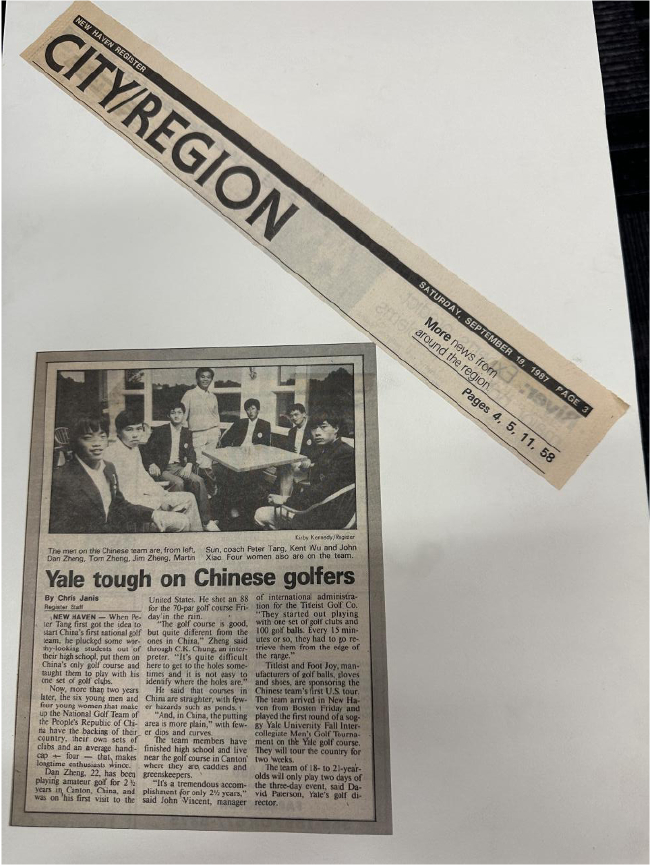 NEW HAVEN REGISTER
CITY/REGION
SATURDAY, SEPTEMBER 19, 1987 PAGE 3
More news from
around the region
Pages 4, 5, 11, 58
Kirby Kennedy/Register
The men on the Chinese team are, from left,
Dan Zheng, Tom Zheng, Jim Zheng, Martin
Sun, coach Peter Tang, Kent Wu and John
Xiao. Four women also are on the team.
Yale tough on Chinese golfers
By Chris Janis
Register Staff
NEW HAVEN — When Pe-
ter Tang first got the idea to
start China's first national golf
team, he plucked some wor-
thy-looking students out of
their high school, put them on
China's only golf course and
taught them to play with his
one set of golf clubs.
Now, more than two years
later, the six young men and
four young women that make
up the National Golf Team of
the People's Republic of Chi-
na have the backing of their
country, their own sets of
clubs and an average handi-
cap — four — that makes
longtime enthusiasts wince.
Dan Zheng, 22, has been
playing amateur golf for 2½
years in Canton, China, and
was on his first visit to the
United States. He shot an 88
for the 70-par golf course Fri-
day in the rain.
"The golf course is good,
but quite different from the
ones in China," Zheng said
through C.K. Chung, an inter-
preter. "It's quite difficult
here to get to the holes some-
times and it is not easy to
identify where the holes are."
He said that courses in
China are straighter, with few-
er hazards such as ponds.
"And, in China, the putting
area is more plain," with few-
er dips and curves.
The team members have
finished high school and live
near the golf course in Canton
where they are caddies and
greenskeepers.
"It's a tremendous accom-
plishment for only 2½ years,"
said John Vincent, manager
of international administra-
tion for the Titleist Golf Co.
"They started out playing
with one set of golf clubs and
100 golf balls. Every 15 min-
utes or so, they had to go re-
trieve them from the edge of
the range."
Titleist and Foot Joy, man-
ufacturers of golf balls, gloves
and shoes, are sponsoring the
Chinese team's first U.S. tour.
The team arrived in New Ha-
ven from Boston Friday and
played the first round of a sog-
gy Yale University Fall Inter-
collegiate Men's Golf Tourna-
ment on the Yale golf course.
They will tour the country for
two weeks.
The team of 18- to 21-year-
olds will only play two days of
the three-day event, said Da-
vid Paterson, Yale's golf di-
rector.